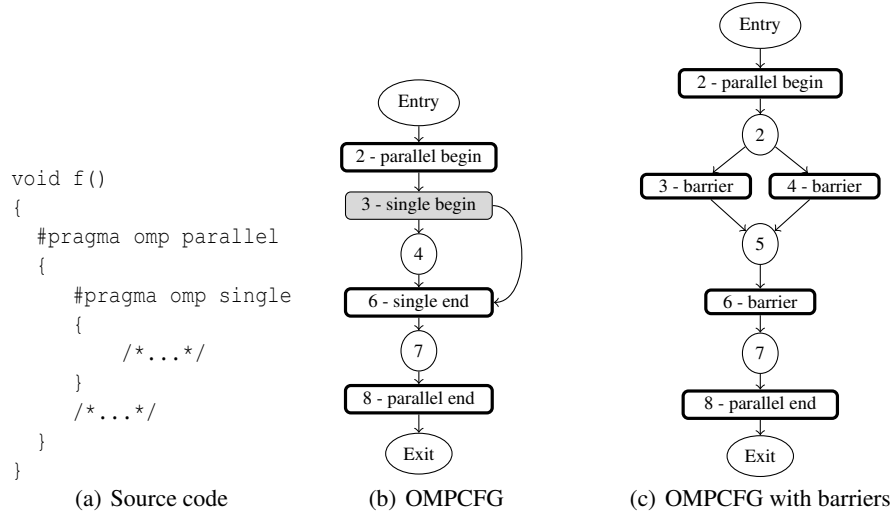 void f()
{
#pragma omp parallel
{
#pragma omp single
{
/*...*/
}
/*...*/
}
}
(a) Source code
Entry
2 - parallel begin
3 - single begin
4
6 - single end
7
8 - parallel end
Exit
(b) OMPCFG
Entry
2 - parallel begin
2
3 - barrier
4 - barrier
5
6 - barrier
7
8 - parallel end
Exit
(c) OMPCFG with barriers